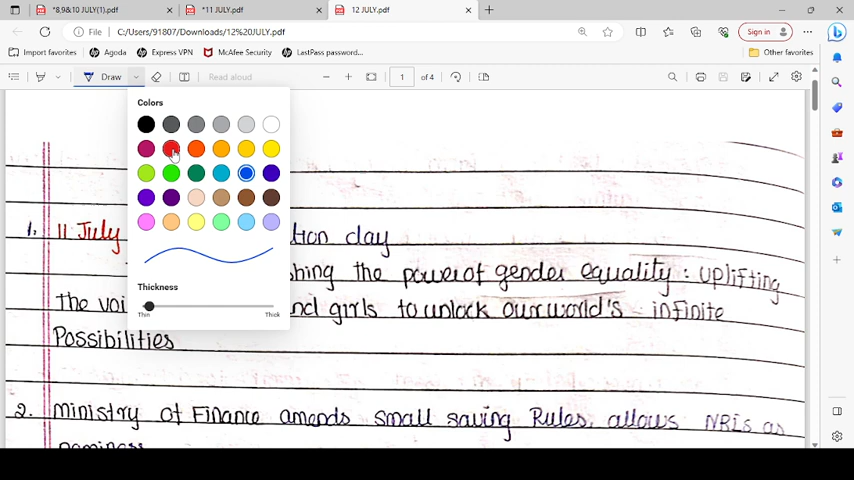 *8,9&10 JULY(1).pdf
*11 JULY.pdf
12 JULY.pdf
File
C:/Users/91807/Downloads/12%20JULY.pdf
Sign in
Import favorites
Agoda
Express VPN
McAfee Security
LastPass password...
Other favorites
Draw
Read aloud
1
of 4
Colors
Thickness
Thin
Thick
1. 11 July
tion day
hing the power of gender equality : uplifting
the voi
nd girls to unlock our world's infinite
Possibilities
2. ministry of Finance amends small saving Rules, allows NRIs as